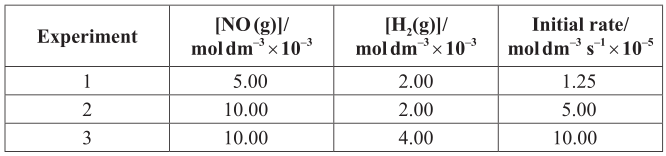 Experiment [NO (g)]/ mol dm⁻³ × 10⁻³ [H₂(g)]/ mol dm⁻³ × 10⁻³ Initial rate/ mol dm⁻³ s⁻¹ × 10⁻⁵
1 5.00 2.00 1.25
2 10.00 2.00 5.00
3 10.00 4.00 10.00